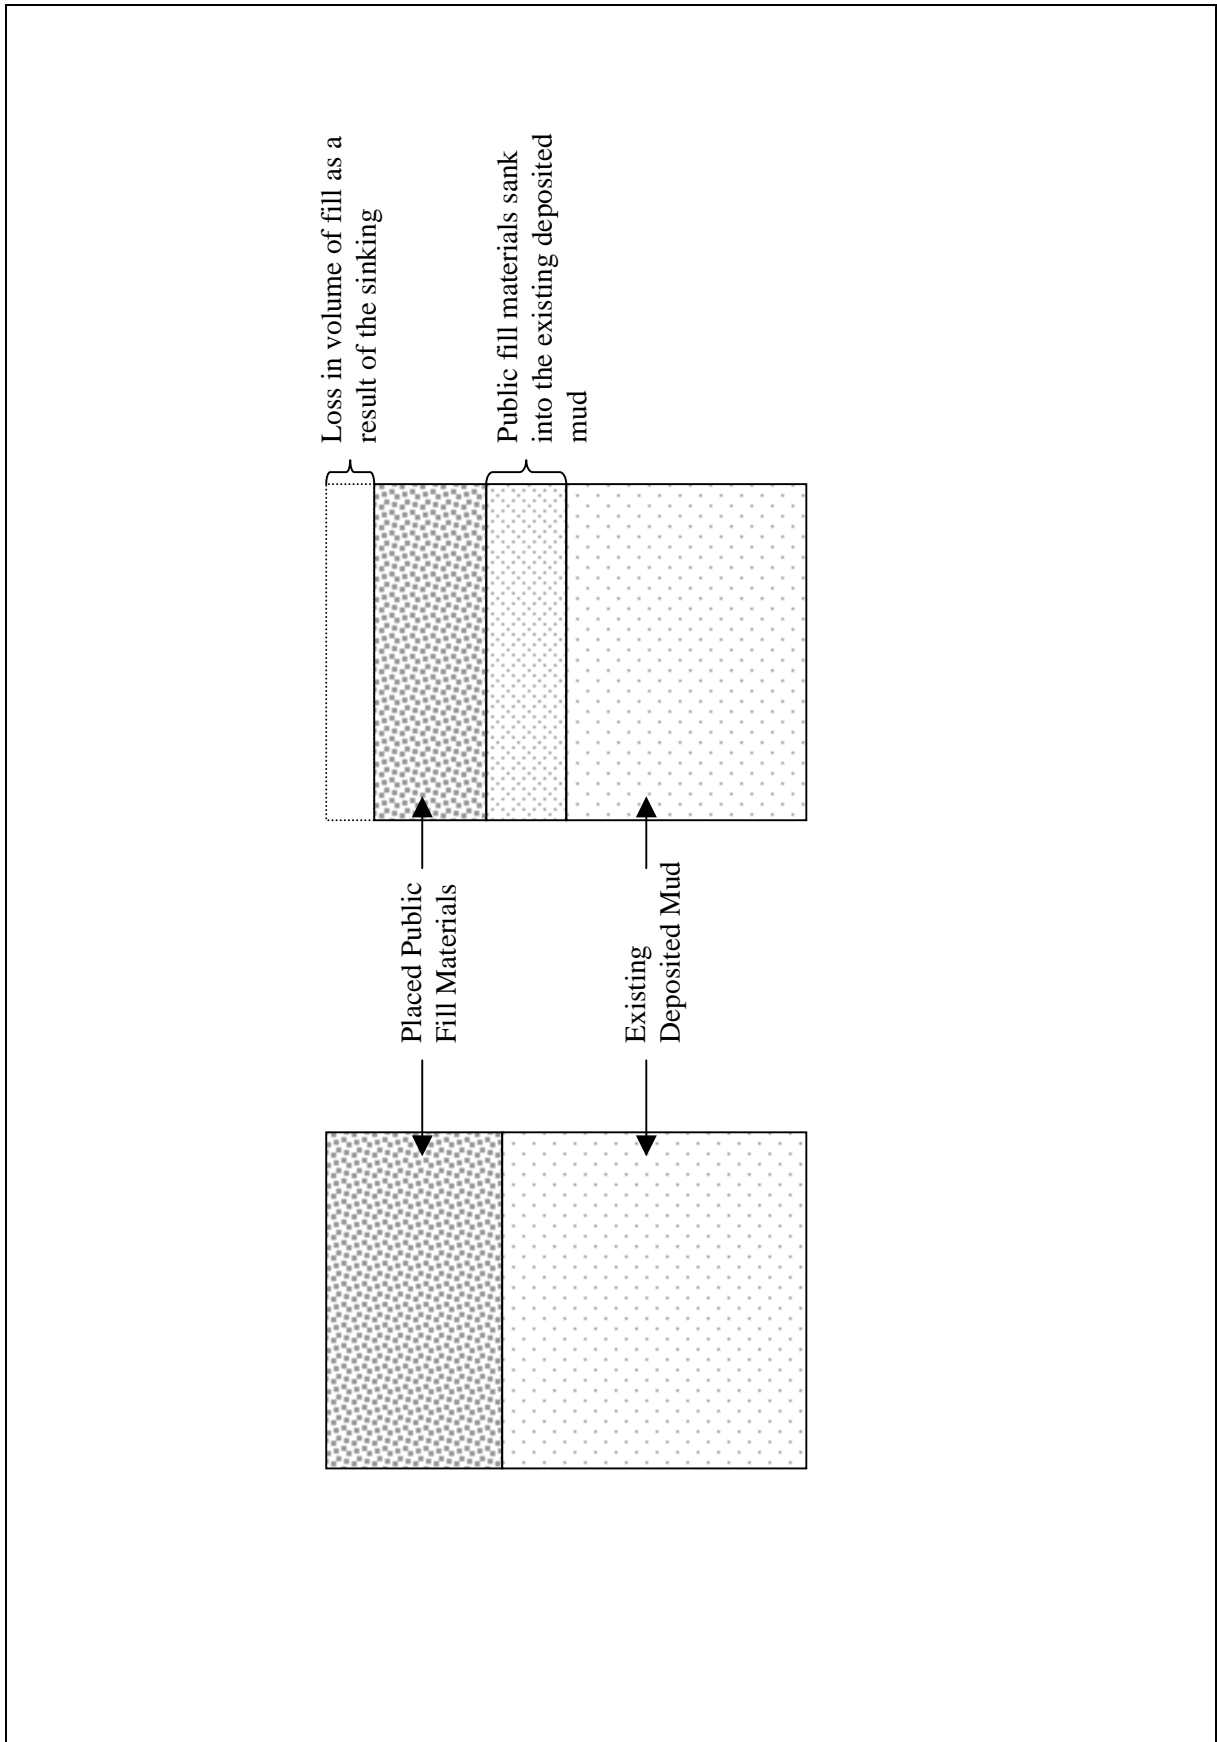 Placed Public
Fill Materials
Existing
Deposited Mud
Loss in volume of fill as a
result of the sinking
Public fill materials sank
into the existing deposited
mud